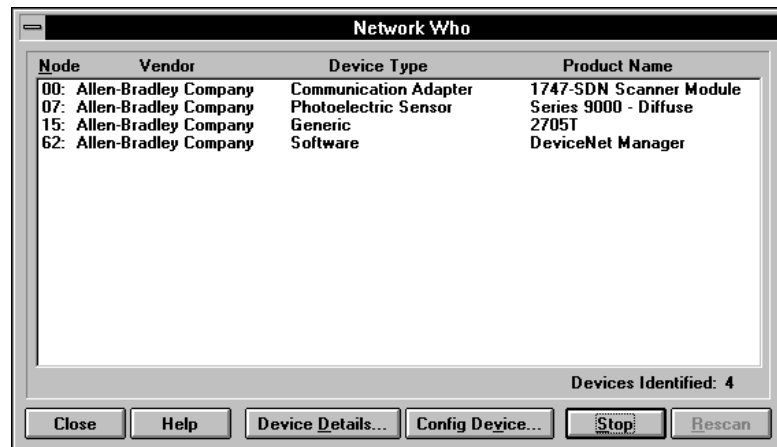 Network Who
Node Vendor Device Type Product Name
00: Allen-Bradley Company Communication Adapter 1747-SDN Scanner Module
07: Allen-Bradley Company Photoelectric Sensor Series 9000 - Diffuse
15: Allen-Bradley Company Generic 2705T
62: Allen-Bradley Company Software DeviceNet Manager
Devices Identified: 4
Close Help Device Details... Config Device... Stop Rescan